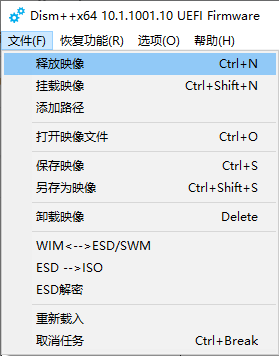 Dism++x64 10.1.1001.10 UEFI Firmware
文件(F) 恢复功能(R) 选项(O) 帮助(H)
释放映像 Ctrl+N
挂载映像 Ctrl+Shift+N
添加路径
打开映像文件 Ctrl+O
保存映像 Ctrl+S
另存为映像 Ctrl+Shift+S
卸载映像 Delete
WIM<-->ESD/SWM
ESD -->ISO
ESD解密
重新载入
取消任务 Ctrl+Break